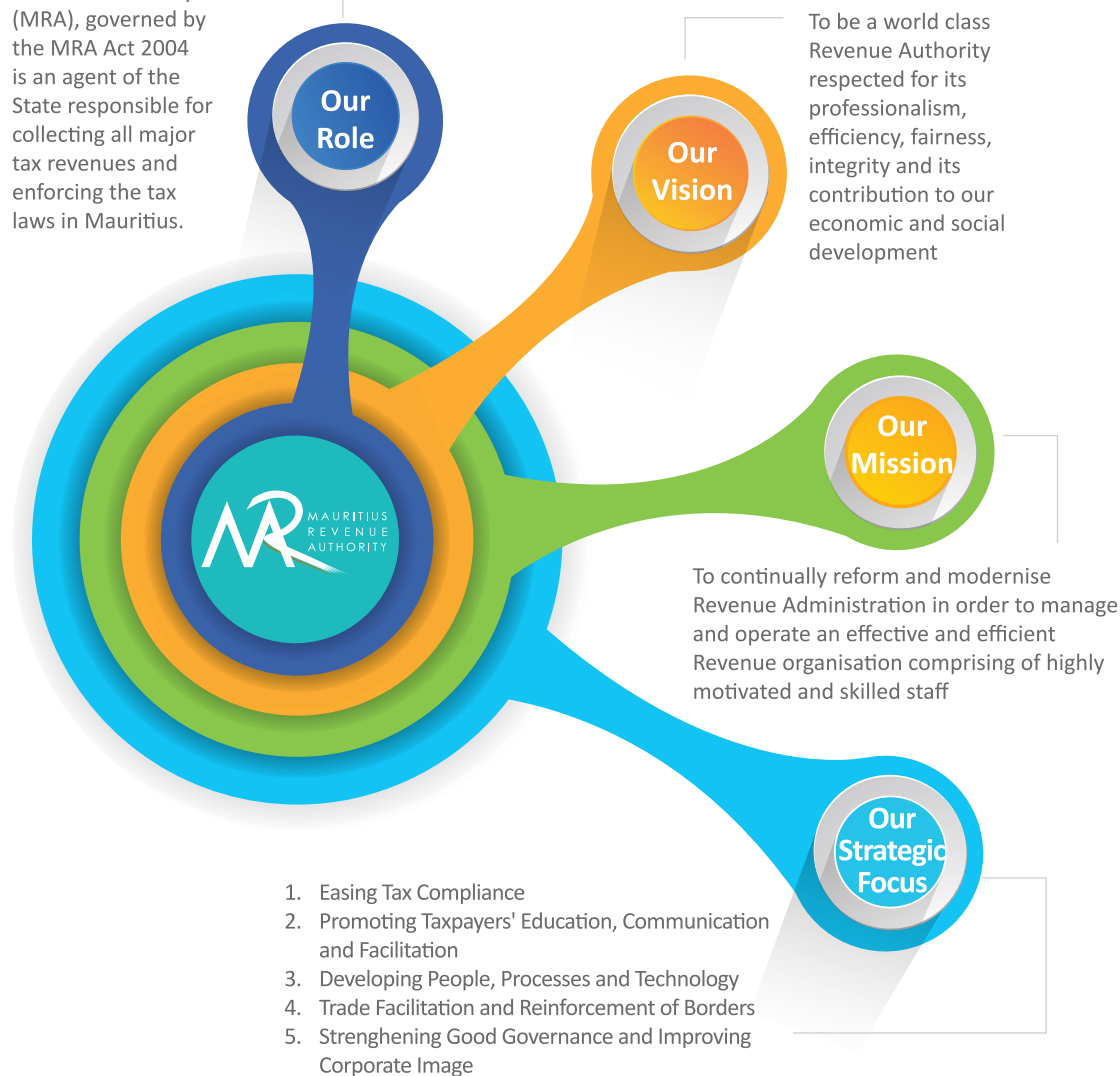 (MRA), governed by
the MRA Act 2004
is an agent of the
State responsible for
collecting all major
tax revenues and
enforcing the tax
laws in Mauritius.
Our
Role
To be a world class
Revenue Authority
respected for its
professionalism,
efficiency, fairness,
integrity and its
contribution to our
economic and social
development
Our
Vision
Our
Mission
To continually reform and modernise
Revenue Administration in order to manage
and operate an effective and efficient
Revenue organisation comprising of highly
motivated and skilled staff
MRA
MAURITIUS
REVENUE
AUTHORITY
Our
Strategic
Focus
1. Easing Tax Compliance
2. Promoting Taxpayers' Education, Communication
and Facilitation
3. Developing People, Processes and Technology
4. Trade Facilitation and Reinforcement of Borders
5. Strenghening Good Governance and Improving
Corporate Image